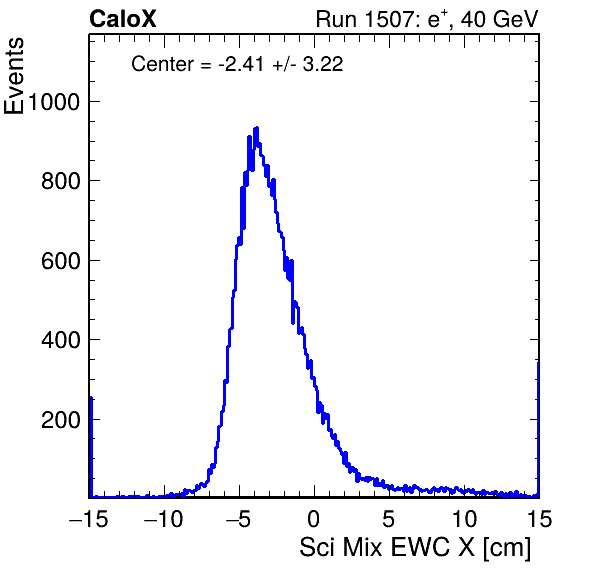 CaloX Run 1507: e⁺, 40 GeV
Center = -2.41 +/- 3.22
Events
1000
800
600
400
200
−15 −10 −5 0 5 10 15
Sci Mix EWC X [cm]